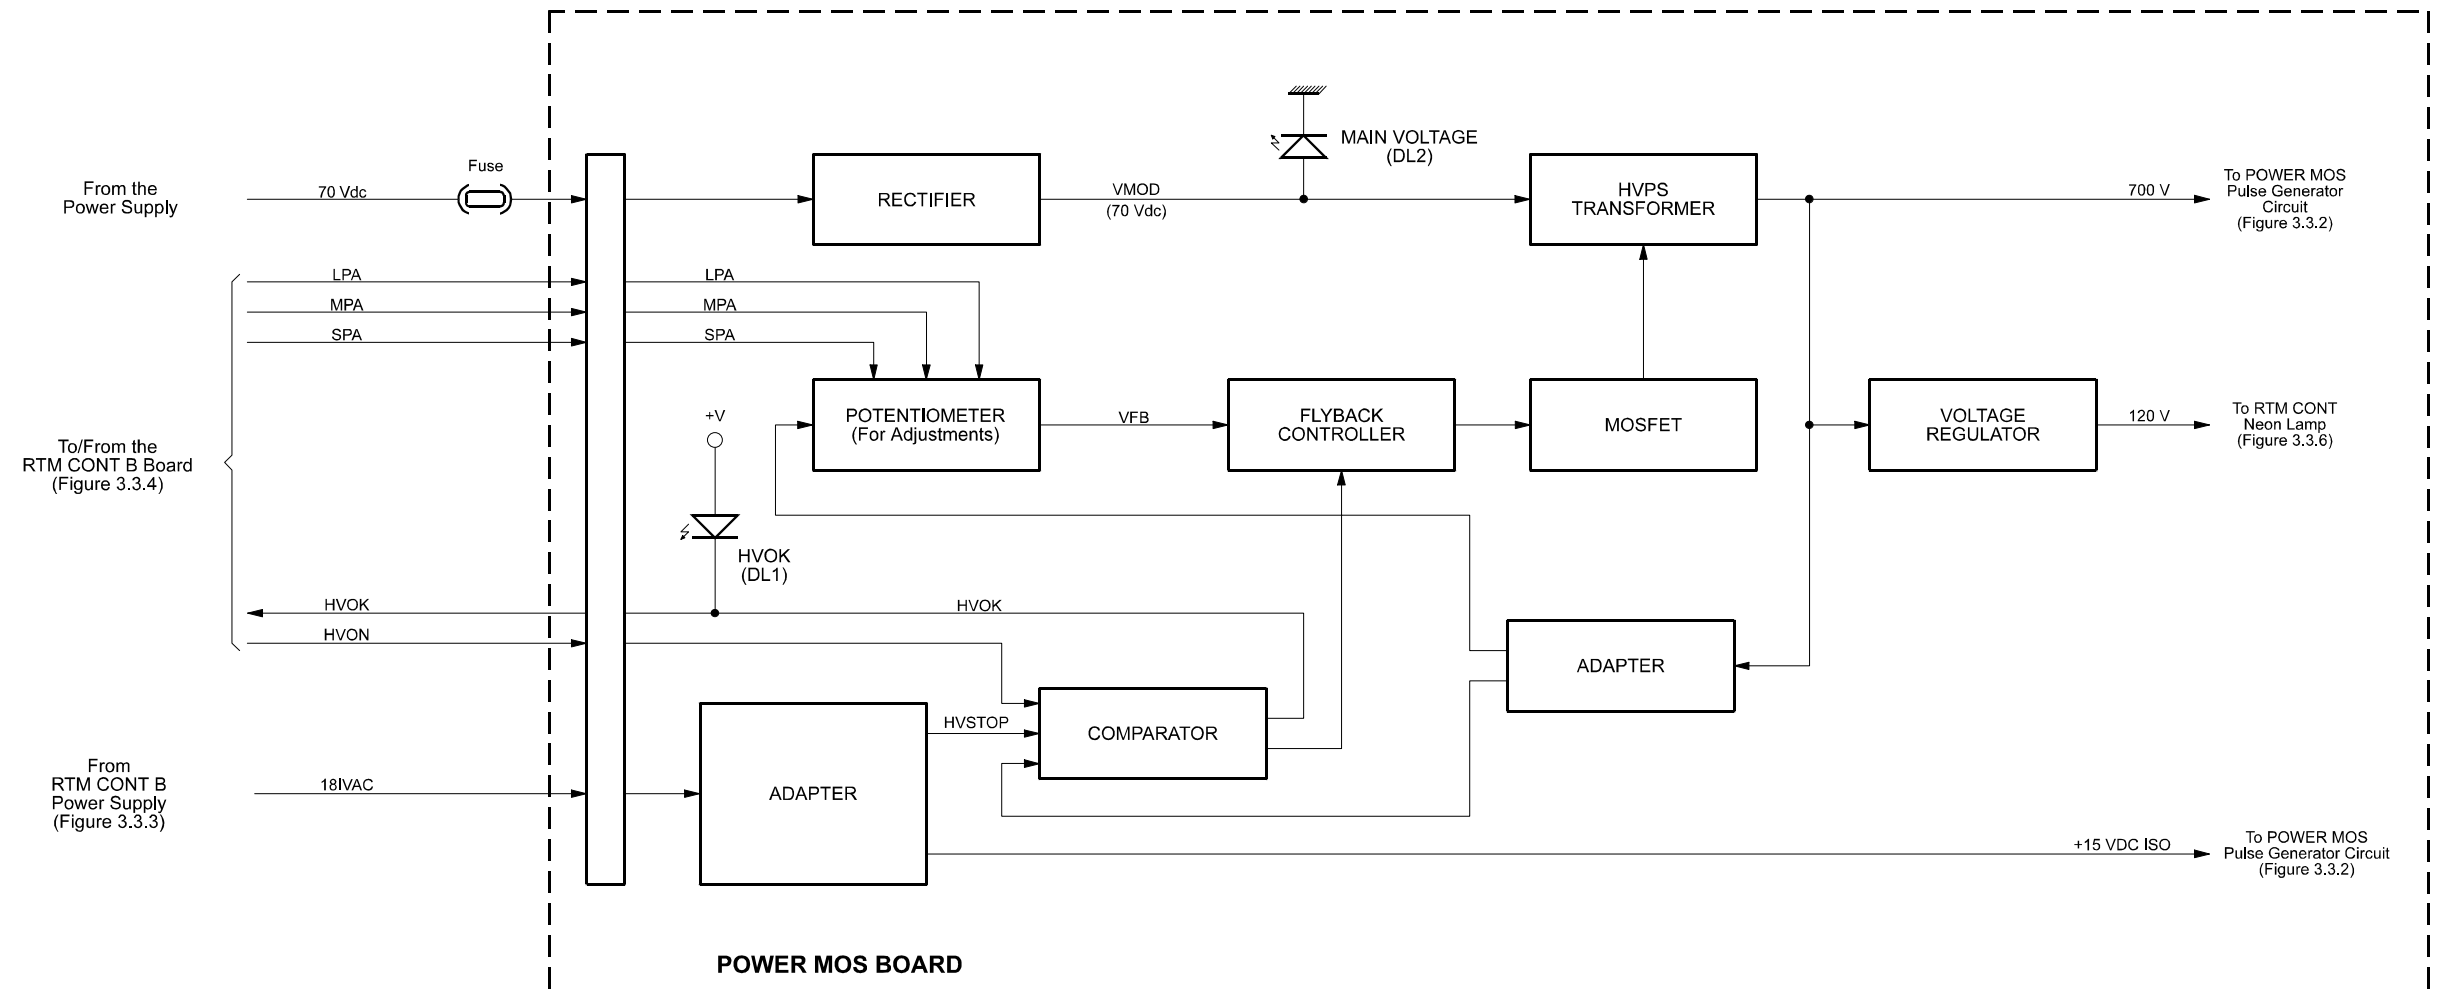 MAIN VOLTAGE
(DL2)
Fuse
From the
Power Supply
70 Vdc
RECTIFIER
VMOD
(70 Vdc)
HVPS
TRANSFORMER
700 V
To POWER MOS
Pulse Generator
Circuit
(Figure 3.3.2)
LPA
MPA
SPA
LPA
MPA
SPA
+V
POTENTIOMETER
(For Adjustments)
VFB
FLYBACK
CONTROLLER
MOSFET
VOLTAGE
REGULATOR
120 V
To RTM CONT
Neon Lamp
(Figure 3.3.6)
To/From the
RTM CONT B Board
(Figure 3.3.4)
HVOK
(DL1)
HVOK
HVOK
HVON
ADAPTER
HVSTOP
COMPARATOR
From
RTM CONT B
Power Supply
(Figure 3.3.3)
18IVAC
ADAPTER
+15 VDC ISO
To POWER MOS
Pulse Generator Circuit
(Figure 3.3.2)
POWER MOS BOARD